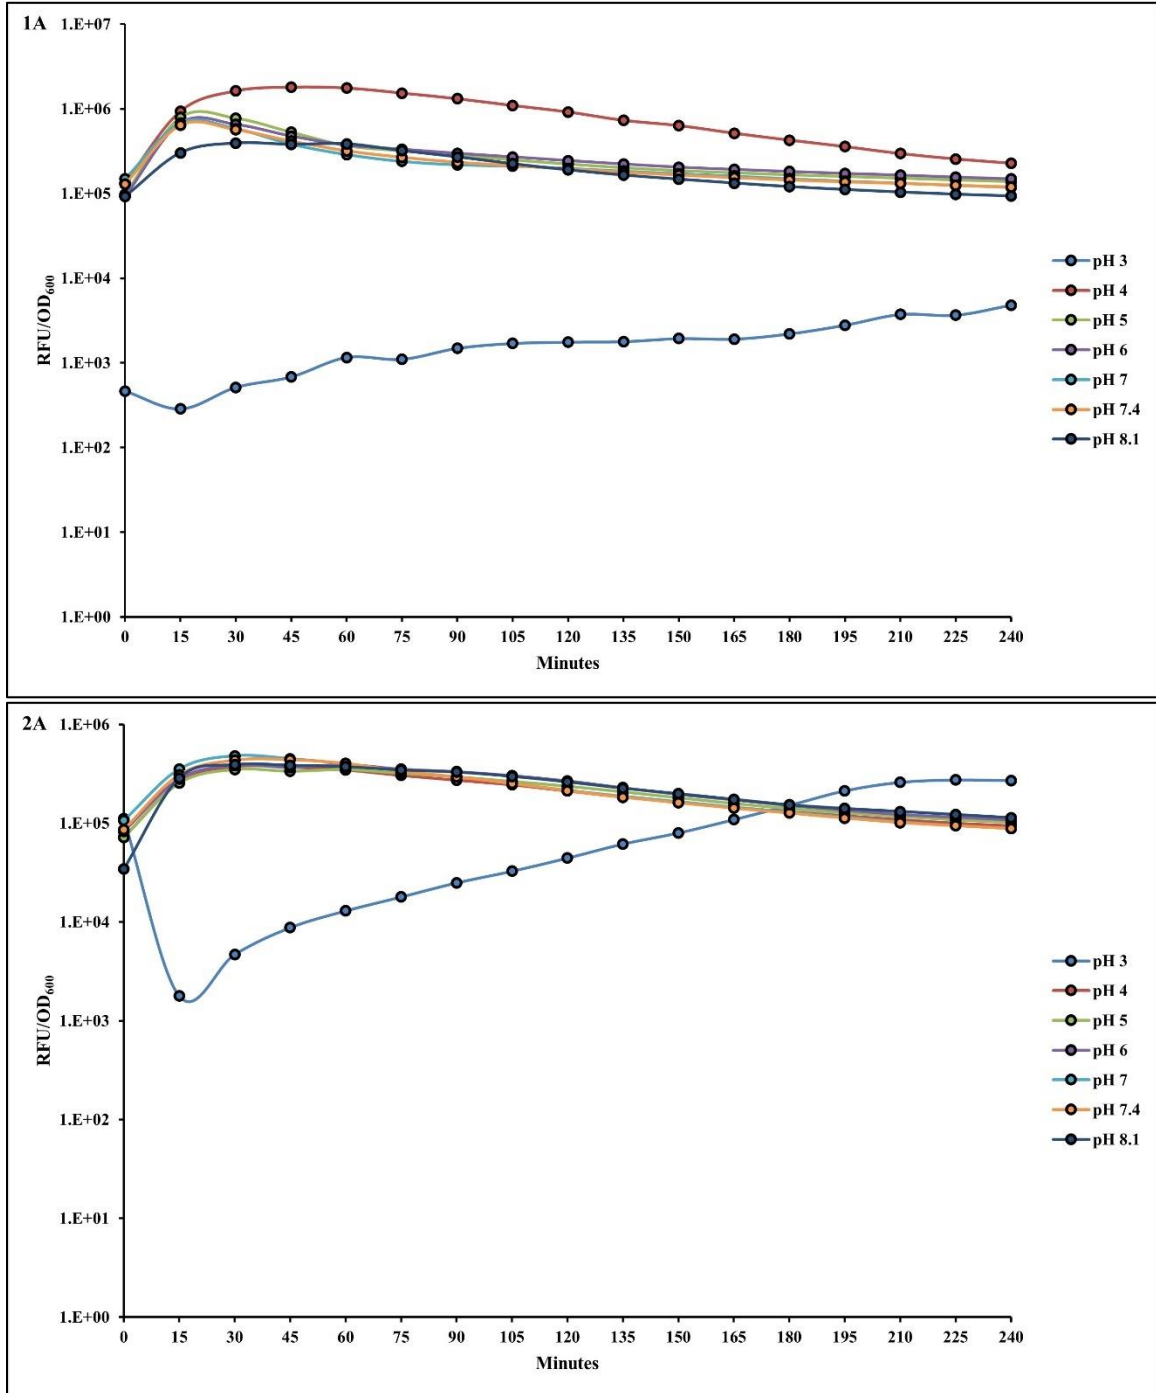 1A
1.E+07
1.E+06
1.E+05
1.E+04
1.E+03
1.E+02
1.E+01
1.E+00
RFU/OD600
0 15 30 45 60 75 90 105 120 135 150 165 180 195 210 225 240
Minutes
pH 3
pH 4
pH 5
pH 6
pH 7
pH 7.4
pH 8.1
2A
1.E+06
1.E+05
1.E+04
1.E+03
1.E+02
1.E+01
1.E+00
RFU/OD600
0 15 30 45 60 75 90 105 120 135 150 165 180 195 210 225 240
Minutes
pH 3
pH 4
pH 5
pH 6
pH 7
pH 7.4
pH 8.1